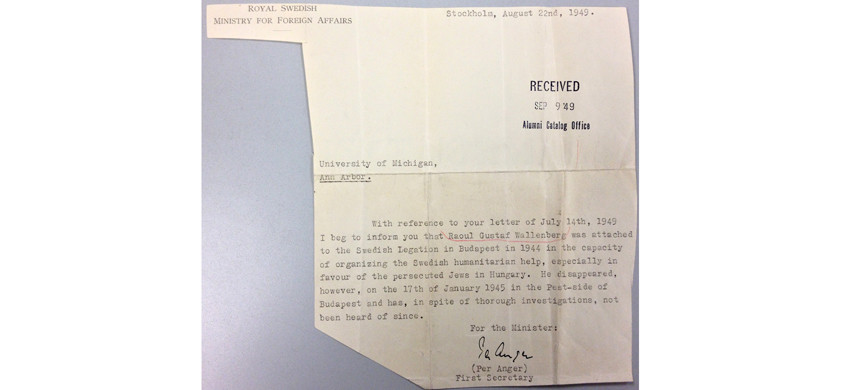 ROYAL SWEDISH
MINISTRY FOR FOREIGN AFFAIRS
Stockholm, August 22nd, 1949.
RECEIVED
SEP 9 '49
Alumni Catalog Office
University of Michigan,
Ann Arbor.
With reference to your letter of July 14th, 1949
I beg to inform you that Raoul Gustaf Wallenberg was attached
to the Swedish Legation in Budapest in 1944 in the capacity
of organizing the Swedish humanitarian help, especially in
favour of the persecuted Jews in Hungary. He disappeared,
however, on the 17th of January 1945 in the Pest-side of
Budapest and has, in spite of thorough investigations, not
been heard of since.
For the Minister:
Per Anger
(Per Anger)
First Secretary